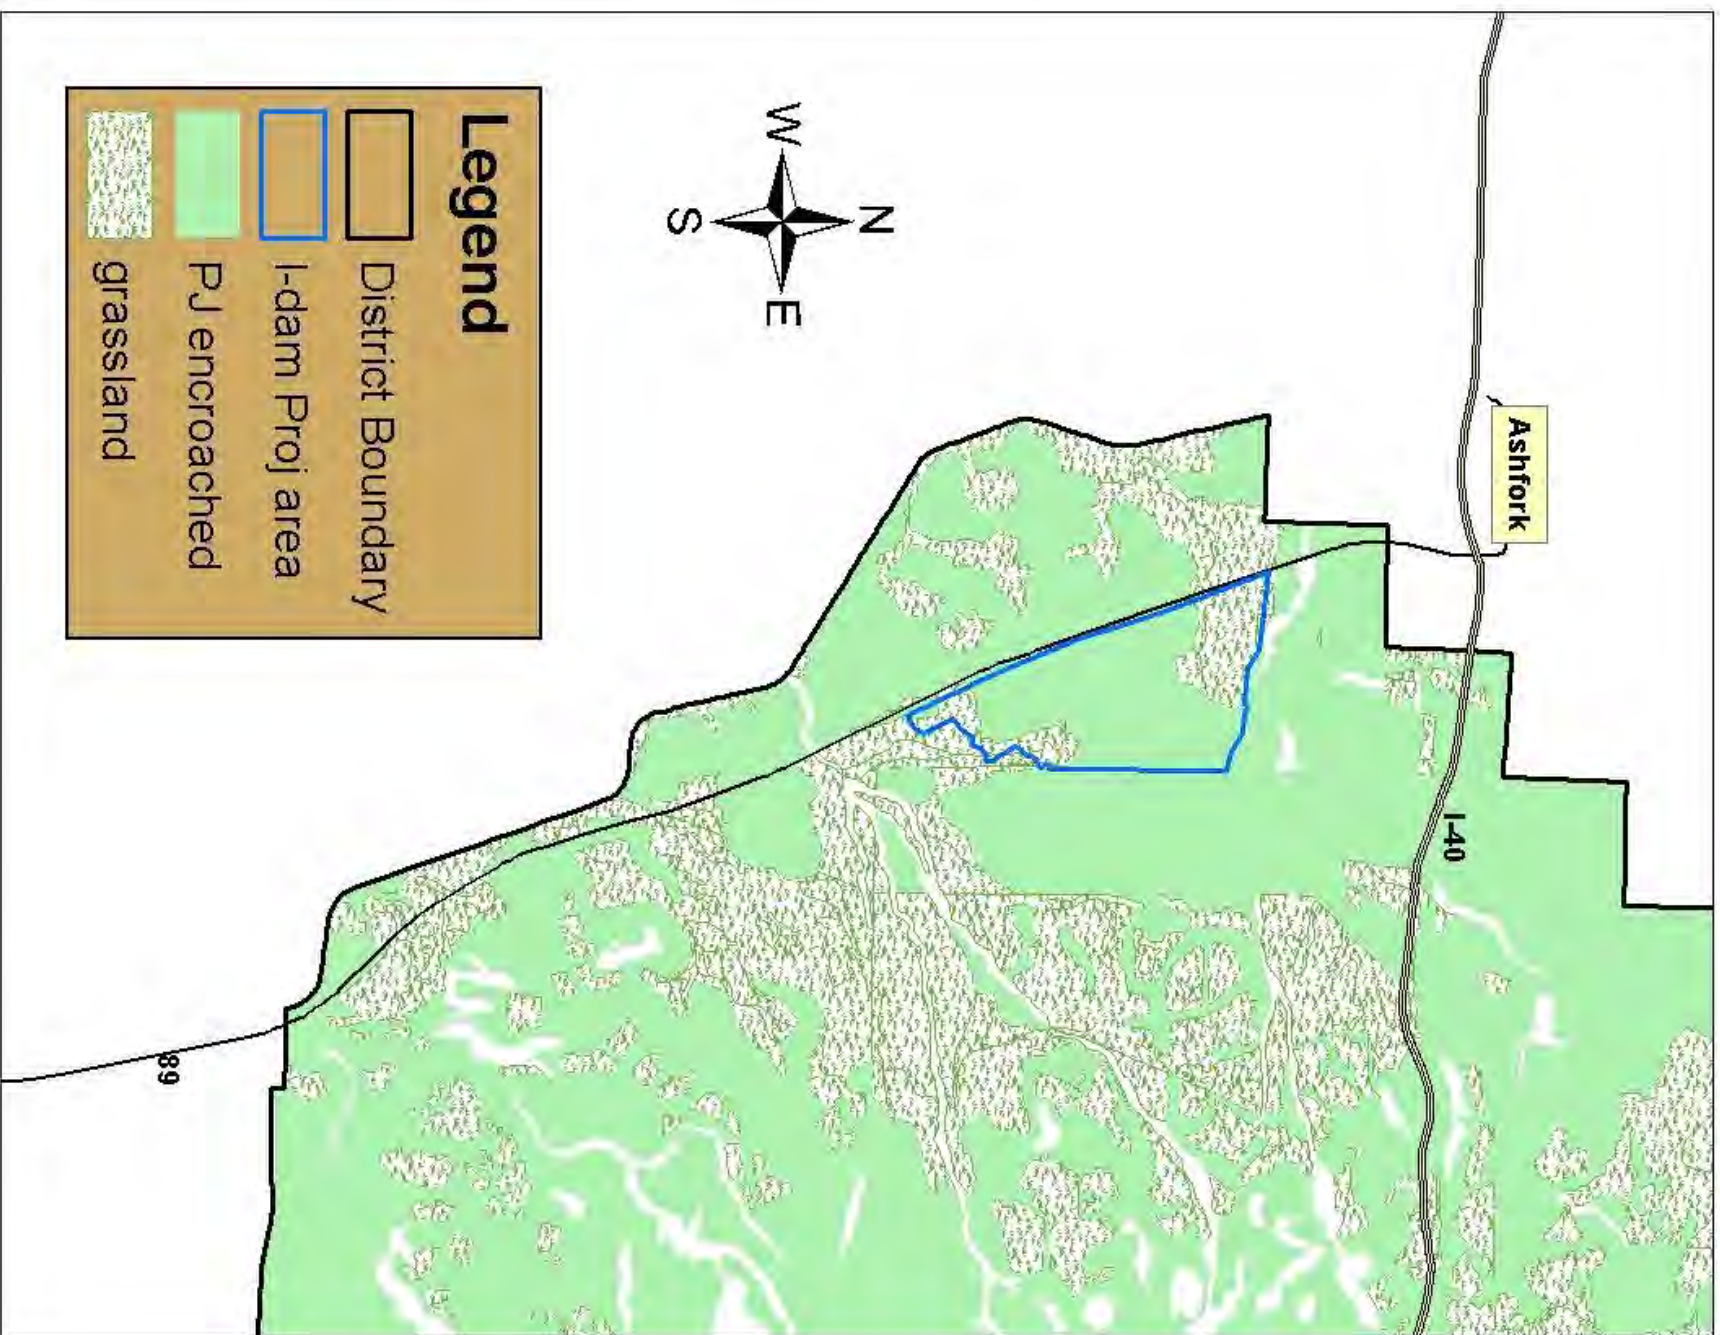 Ashfork
I-40
W
N
S
E
Legend
District Boundary
I-dam Proj area
PJ encroached
grassland
89